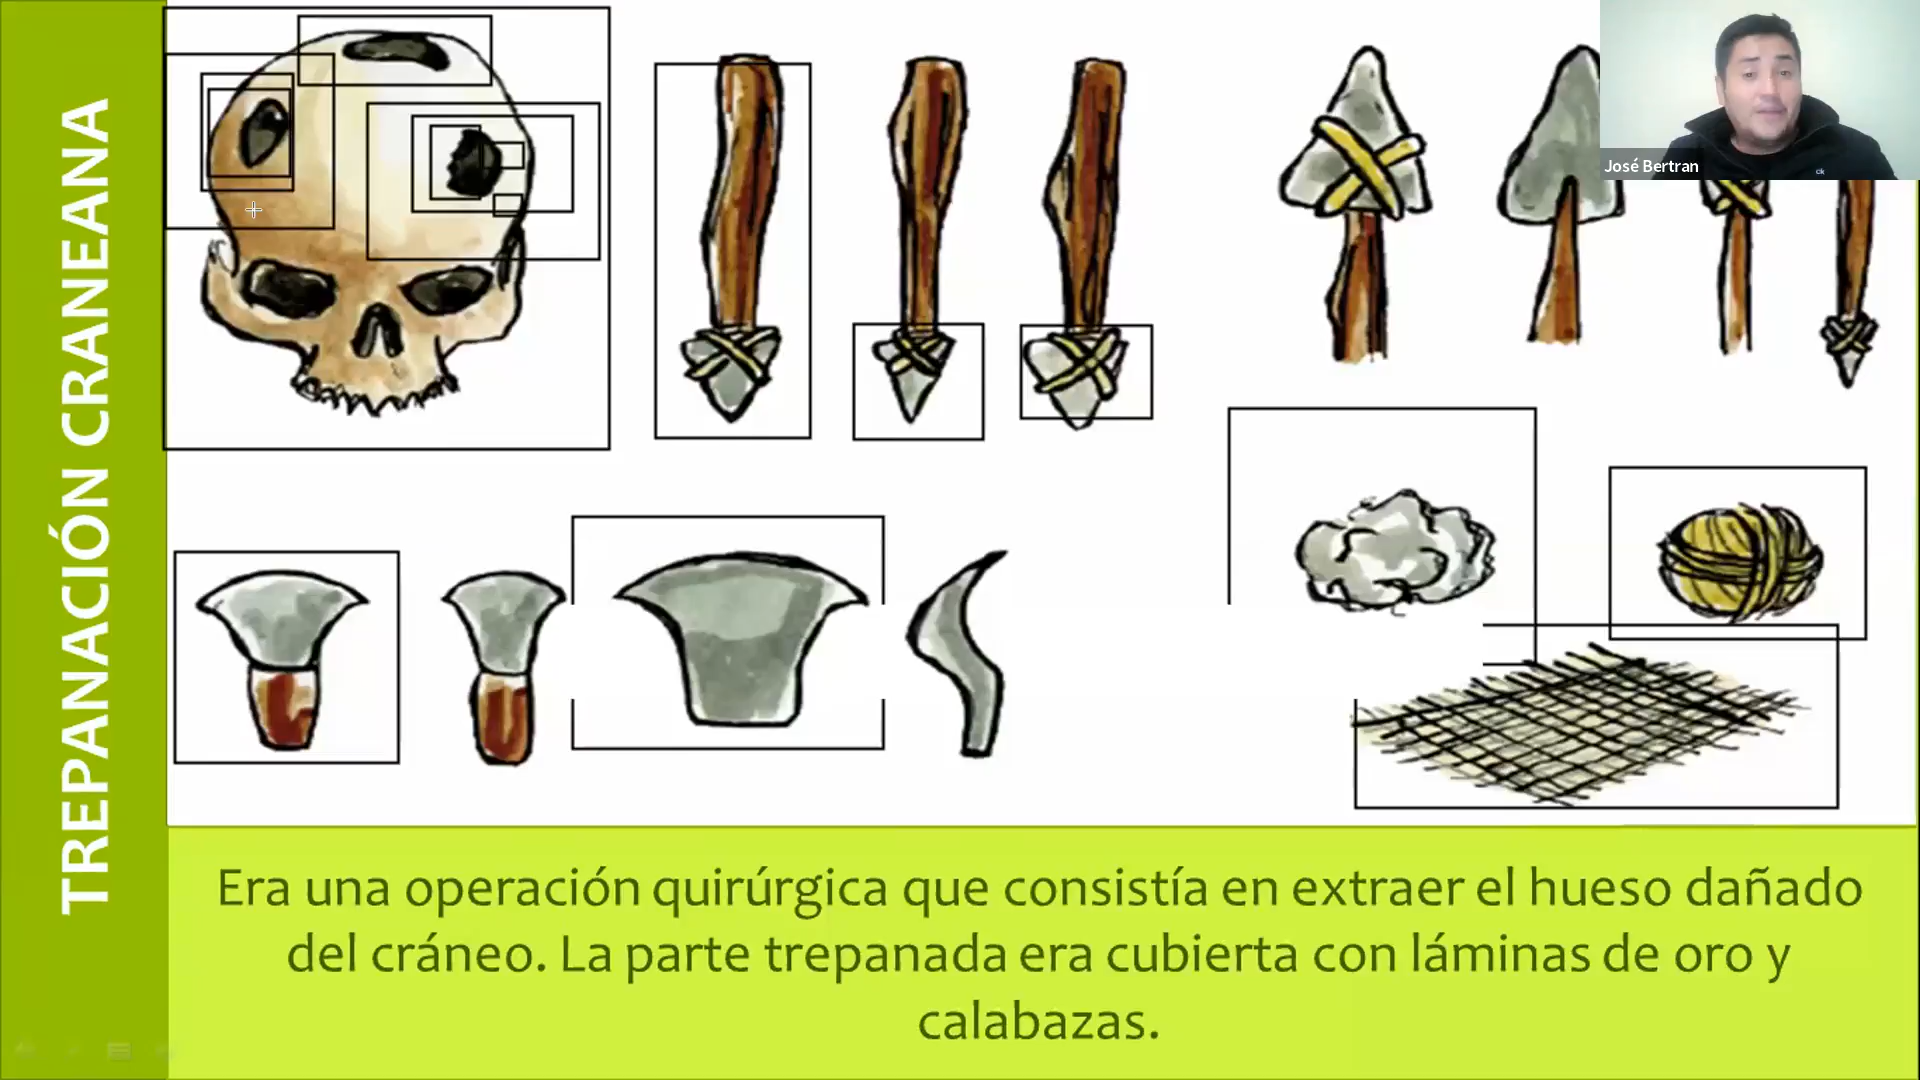 TREPANACIÓN CRANEANA
José Bertran
ck
Era una operación quirúrgica que consistía en extraer el hueso dañado
del cráneo. La parte trepanada era cubierta con láminas de oro y
calabazas.